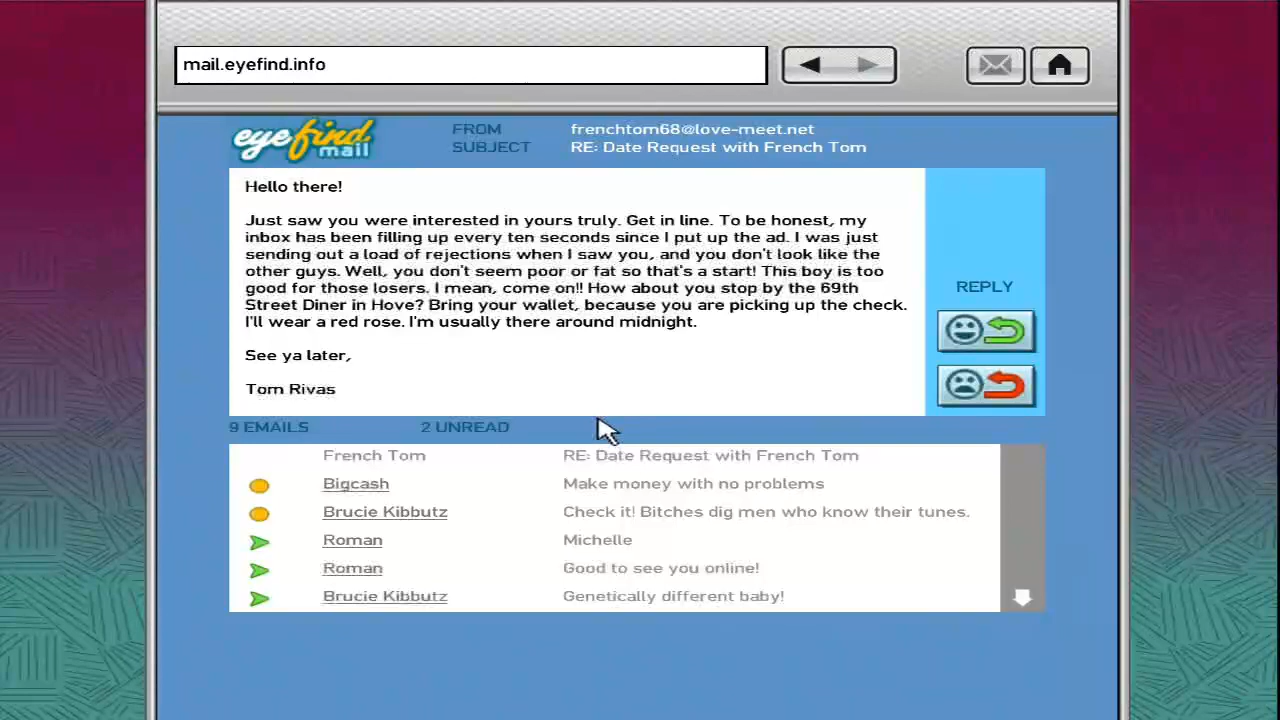 mail.eyefind.info
eyefind mail
FROM frenchtom68@love-meet.net
SUBJECT RE: Date Request with French Tom
Hello there!
Just saw you were interested in yours truly. Get in line. To be honest, my
inbox has been filling up every ten seconds since I put up the ad. I was just
sending out a load of rejections when I saw you, and you don't look like the
other guys. Well, you don't seem poor or fat so that's a start! This boy is too
good for those losers. I mean, come on!! How about you stop by the 69th
Street Diner in Hove? Bring your wallet, because you are picking up the check.
I'll wear a red rose. I'm usually there around midnight.
See ya later,
Tom Rivas
REPLY
9 EMAILS 2 UNREAD
French Tom RE: Date Request with French Tom
Bigcash Make money with no problems
Brucie Kibbutz Check it! Bitches dig men who know their tunes.
Roman Michelle
Roman Good to see you online!
Brucie Kibbutz Genetically different baby!